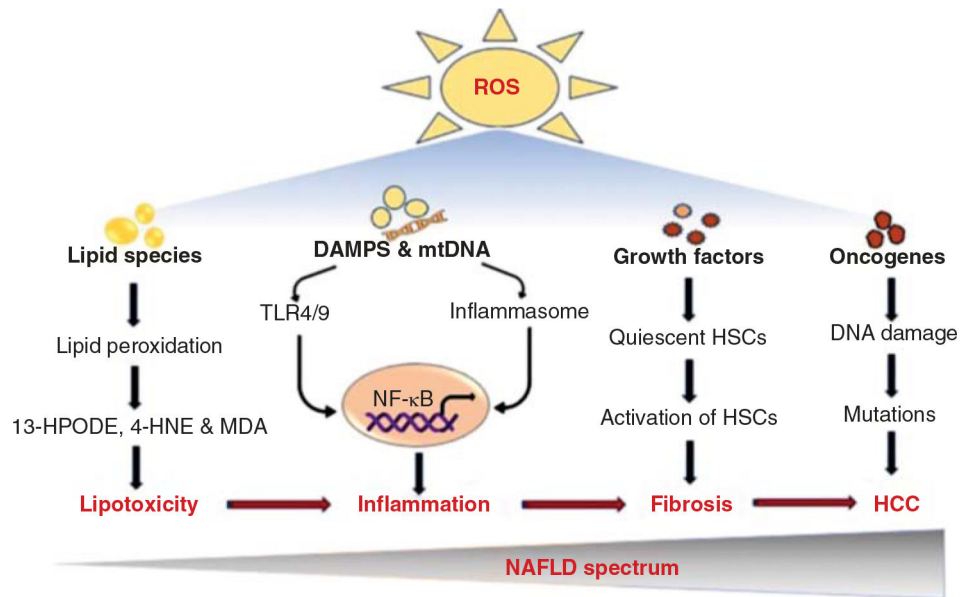 ROS
Lipid species
DAMPS & mtDNA
Growth factors
Oncogenes
TLR4/9
Inflammasome
Lipid peroxidation
Quiescent HSCs
DNA damage
NF-κB
13-HPODE, 4-HNE & MDA
Activation of HSCs
Mutations
Lipotoxicity
Inflammation
Fibrosis
HCC
NAFLD spectrum